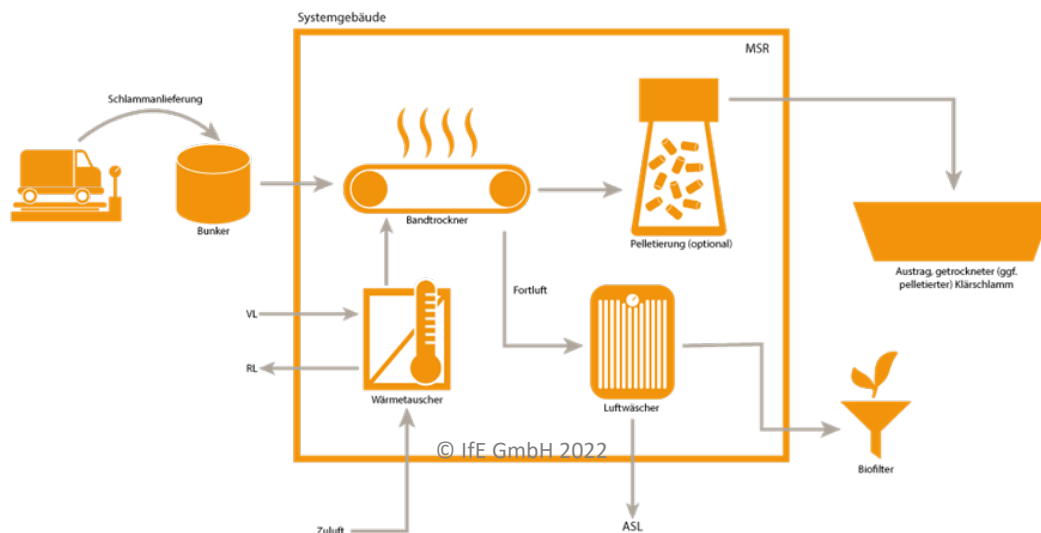 Systemgebäude
MSR
Schlammanlieferung
Bunker
Bandtrockner
Pelletierung (optional)
Austrag, getrockneter (ggf.
pelletierter) Klärschlamm
Fortluft
VL
RL
Wärmetauscher
Luftwäscher
© IfE GmbH 2022
Biofilter
Zuluft
ASL